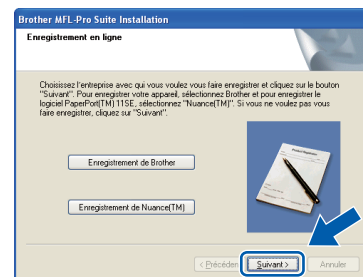 Brother MFL-Pro Suite Installation
Enregistrement en ligne
Choisissez l'entreprise avec qui vous voulez vous faire enregistrer et cliquez sur le bouton
"Suivant". Pour enregistrer votre appareil, sélectionnez Brother et pour enregistrer le
logiciel PaperPort(TM) 11SE, sélectionnez "Nuance(TM)". Si vous ne voulez pas vous
faire enregistrer, cliquez sur "Suivant".
Enregistrement de Brother
Enregistrement de Nuance(TM)
< Précéden
Suivant >
Annuler